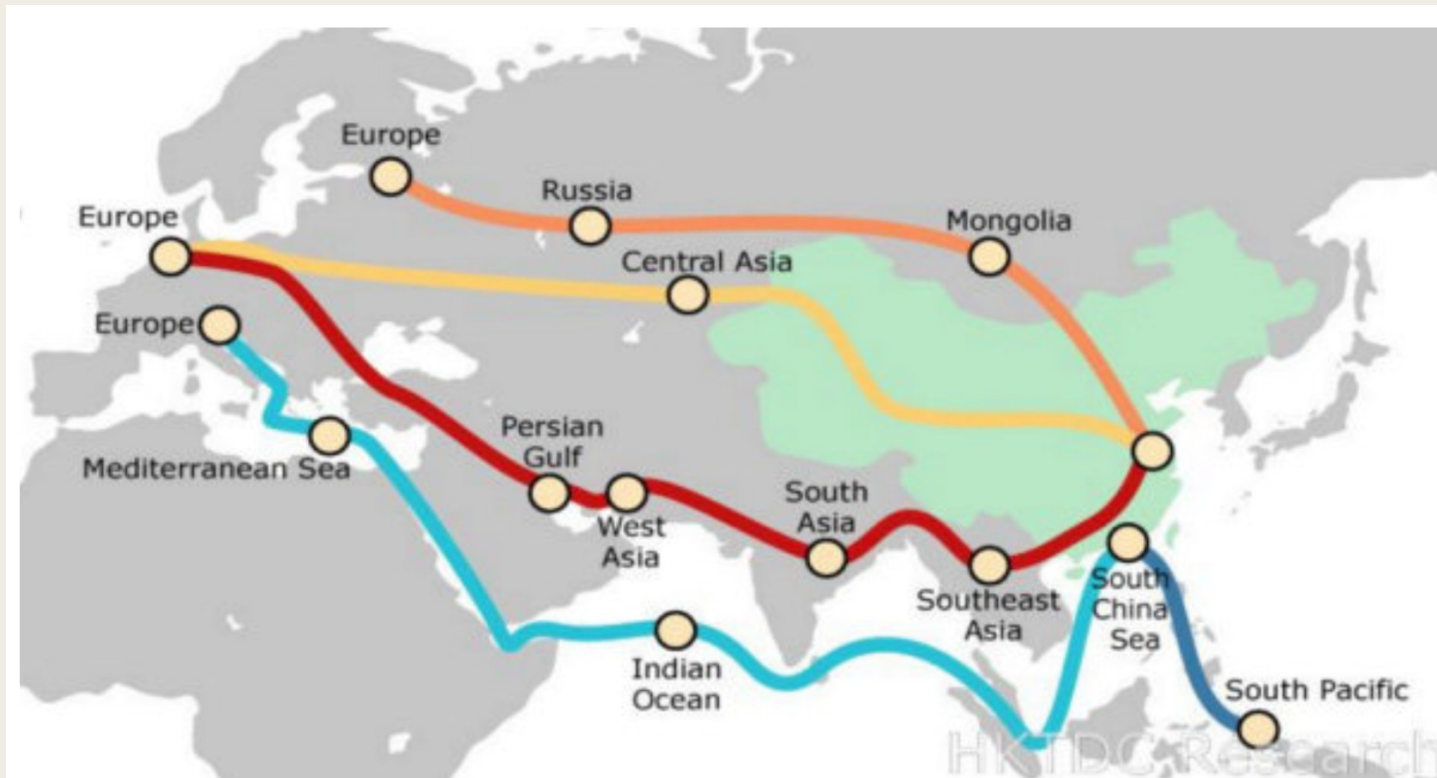 Europe
Russia
Europe
Mongolia
Central Asia
Europe
Persian
Gulf
Mediterranean Sea
South
Asia
West
Asia
South
China
Sea
Southeast
Asia
Indian
Ocean
South Pacific
HKTDC Research